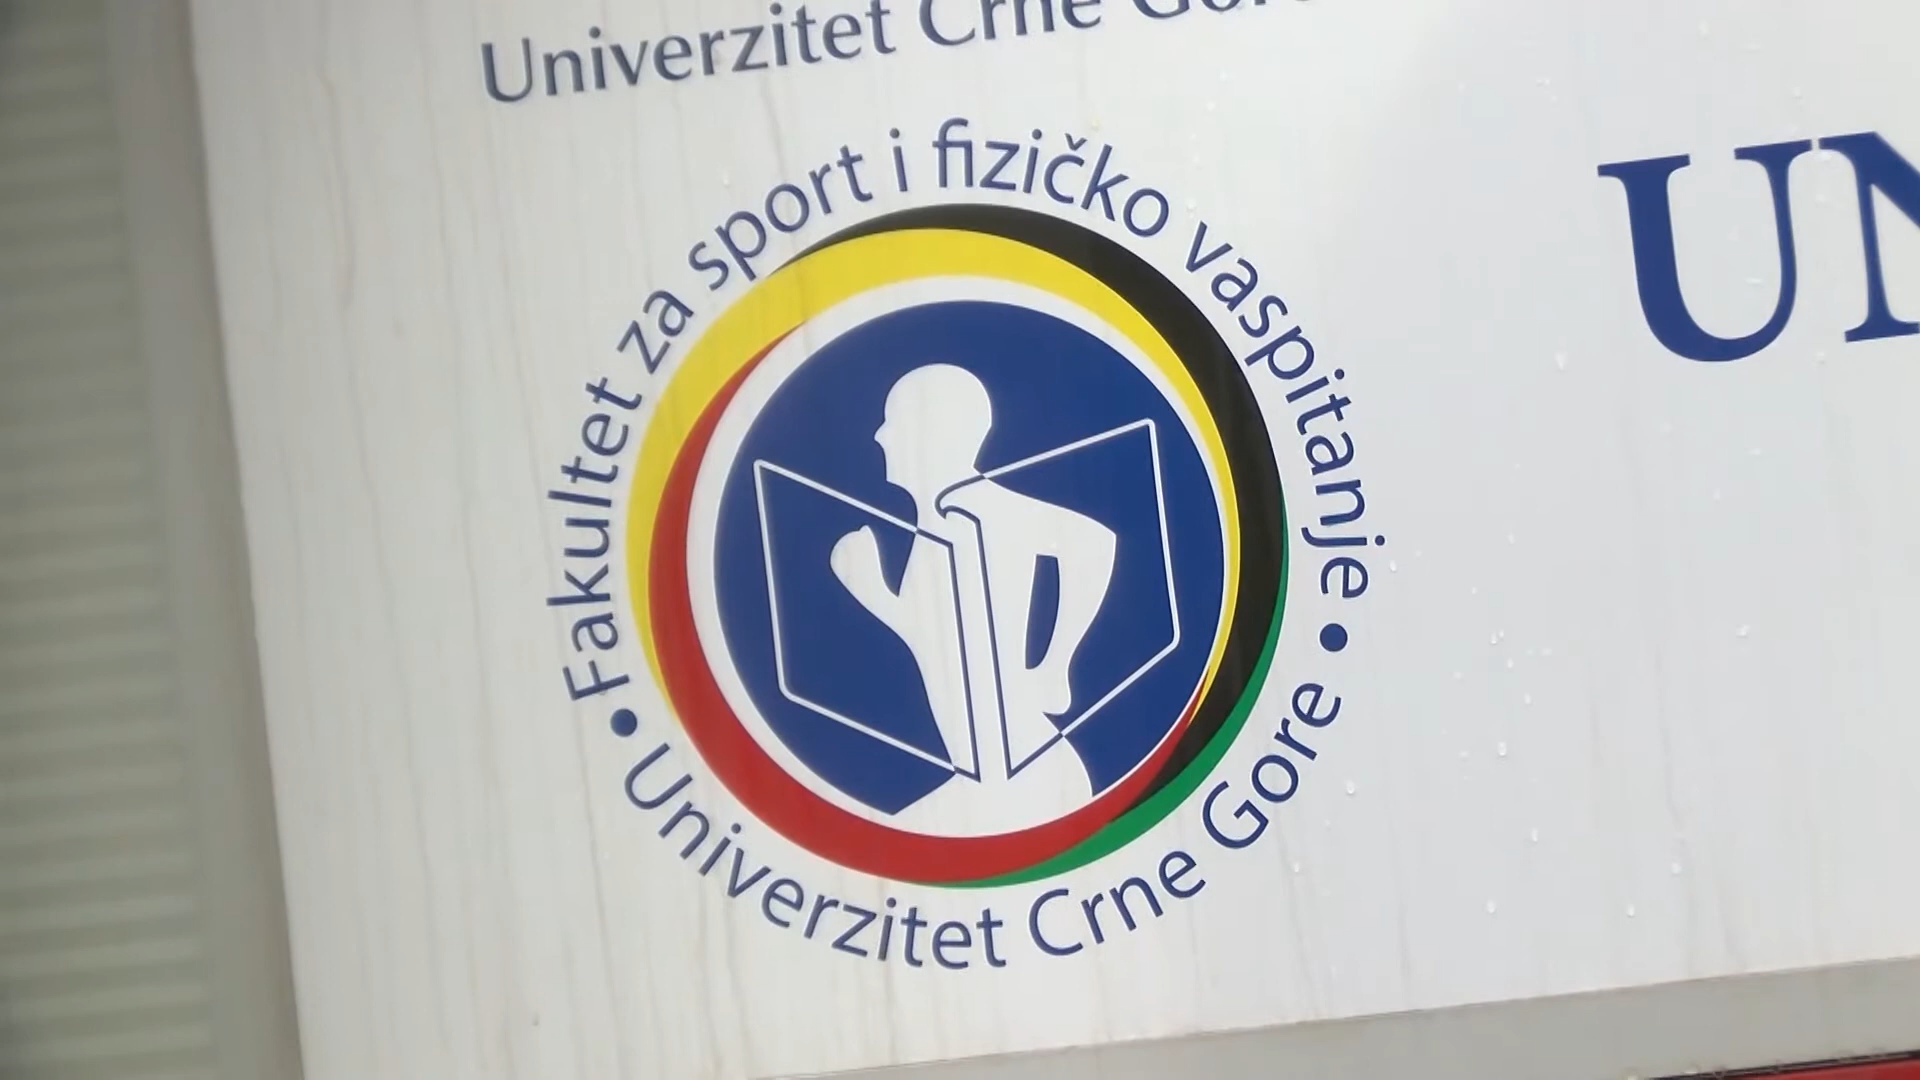 Univerzitet Crne Gore
Fakultet za sport i fizičko vaspitanje
Univerzitet Crne Gore